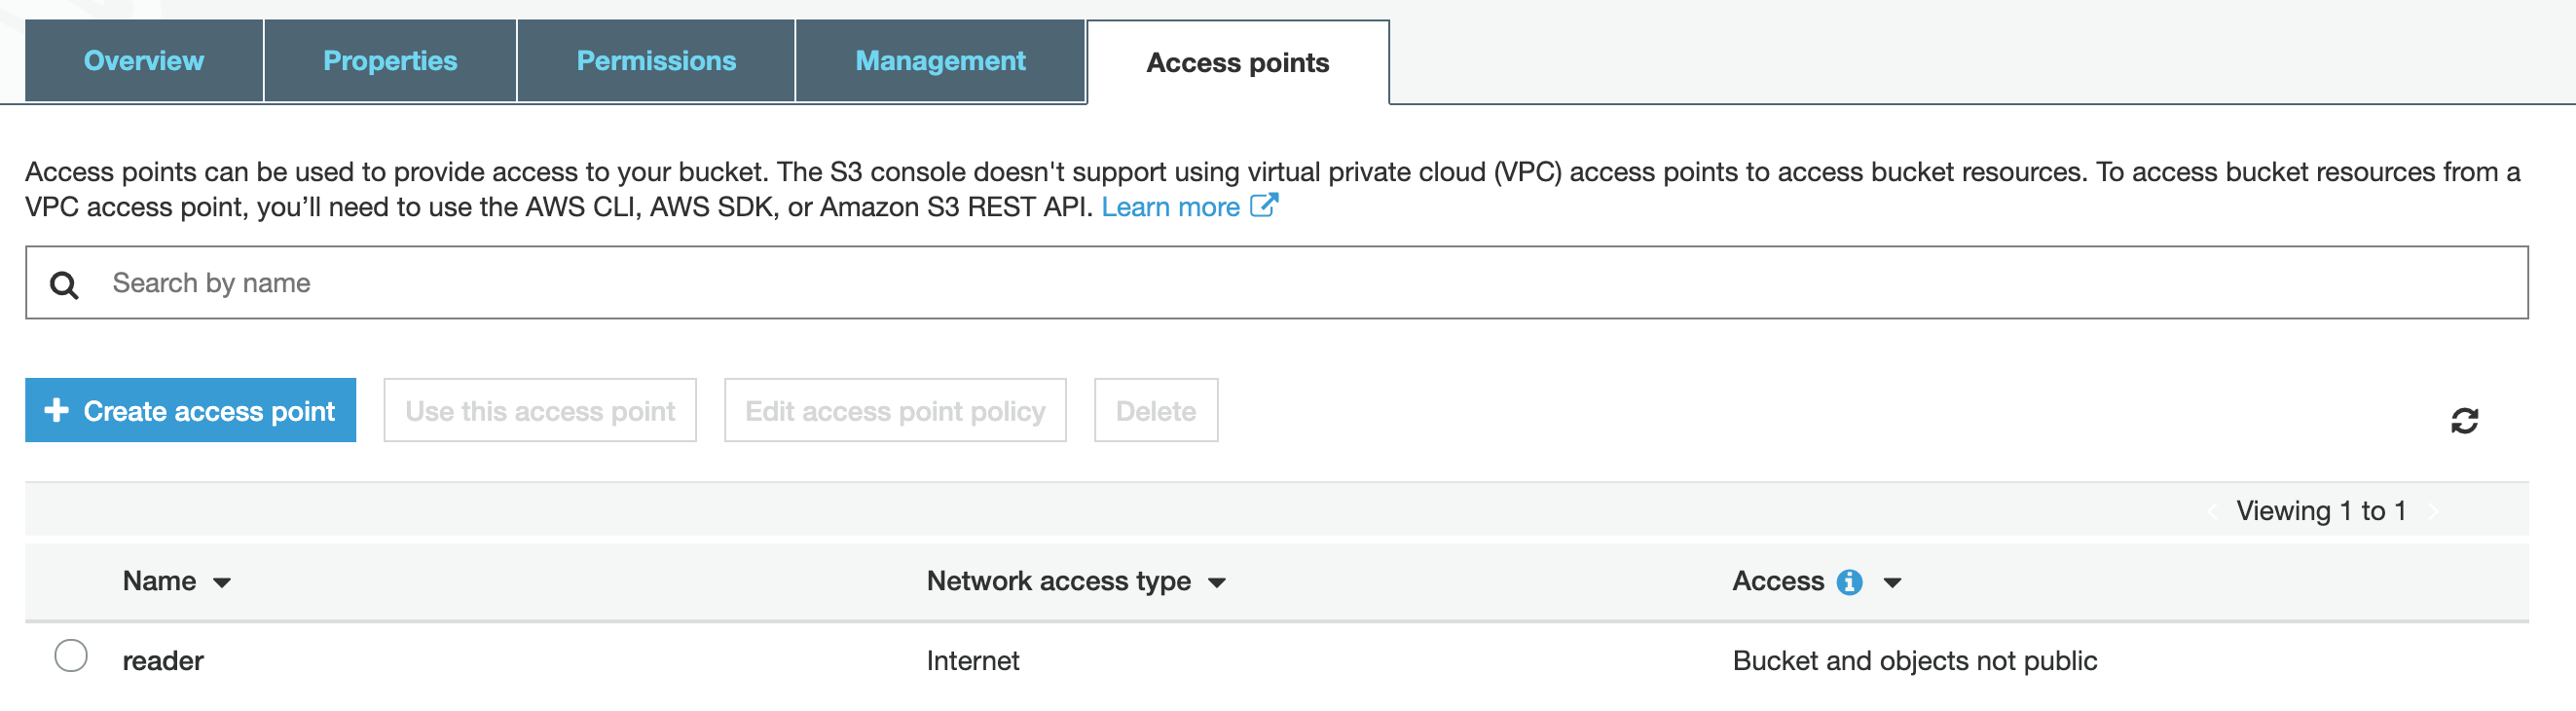 Overview Properties Permissions Management Access points
Access points can be used to provide access to your bucket. The S3 console doesn't support using virtual private cloud (VPC) access points to access bucket resources. To access bucket resources from a
VPC access point, you’ll need to use the AWS CLI, AWS SDK, or Amazon S3 REST API. Learn more
Search by name
Create access point Use this access point Edit access point policy Delete
Viewing 1 to 1
Name Network access type Access
reader Internet Bucket and objects not public